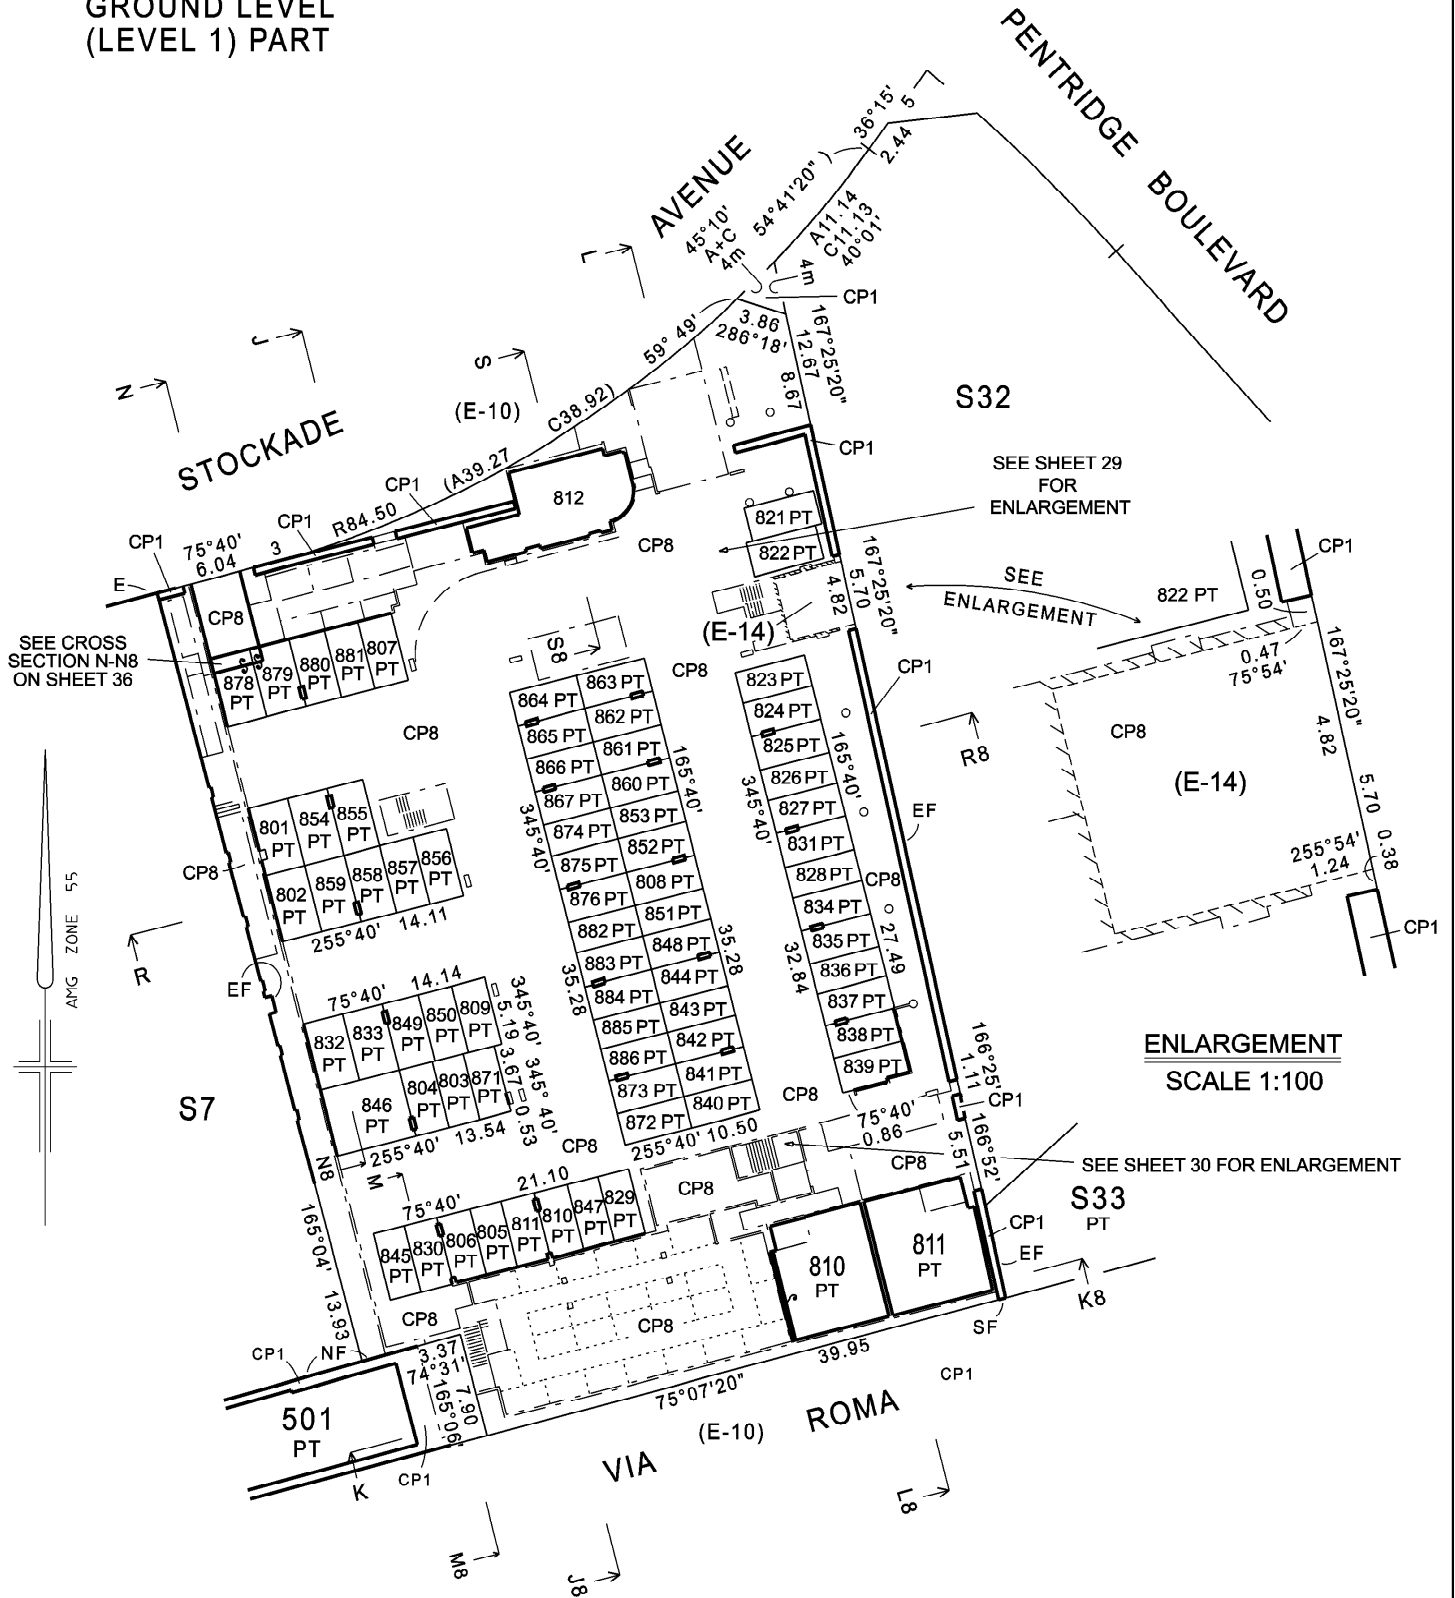 GROUND LEVEL
(LEVEL 1) PART
PENTRIDGE BOULEVARD
STOCKADE AVENUE
36°15'
5
2.44
54°41'20"
A11.14
C11.13
40°01'
45°10'
A+C
4m
4m
CP1
3.86
286°18'
167°25'20"
12.67
8.67
59° 49'
C38.92)
(A39.27
R84.50
L
J
N
S
(E-10)
S32
CP1
SEE SHEET 29
FOR
ENLARGEMENT
CP1
CP1
CP1
75°40'
6.04
3
E
812
CP8
CP8
821 PT
822 PT
167°25'20"
5.70
4.82
(E-14)
SEE
ENLARGEMENT
SEE CROSS
SECTION N-N8
ON SHEET 36
878
PT
879
PT
880
PT
881
PT
807
PT
S8
CP8
CP8
CP1
R8
864 PT
863 PT
865 PT
862 PT
866 PT
861 PT
867 PT
860 PT
874 PT
853 PT
875 PT
852 PT
876 PT
808 PT
882 PT
851 PT
883 PT
848 PT
884 PT
844 PT
885 PT
843 PT
886 PT
842 PT
873 PT
841 PT
872 PT
840 PT
165°40'
345°40'
35.28
35.28
255°40' 10.50
823 PT
824 PT
825 PT
826 PT
827 PT
831 PT
828 PT
834 PT
835 PT
836 PT
837 PT
838 PT
839 PT
165°40'
345°40'
32.84
27.49
CP8
EF
801
PT
854
PT
855
PT
802
PT
859
PT
858
PT
857
PT
856
PT
255°40' 14.11
CP8
R
EF
AMG ZONE 55
75°40' 14.14
832
PT
833
PT
849
PT
850
PT
809
PT
846
PT
804
PT
803
PT
871
PT
345°40'
5.19
3.67
345°40'
0.53
255°40' 13.54
S7
N8
M
CP8
CP8
166°25'
1.11
CP1
75°40'
0.86
166°52'
5.51
CP8
SEE SHEET 30 FOR ENLARGEMENT
S33
PT
75°40' 21.10
845
PT
830
PT
806
PT
805
PT
811
PT
810
PT
847
PT
829
PT
CP8
810
PT
811
PT
CP1
EF
K8
SF
165°04'
13.93
CP8
CP8
CP1
NF
3.37
74°31'
7.90
165°06'
501
PT
K
CP1
75°07'20"
39.95
CP1
(E-10)
VIA ROMA
L8
M8
J8
822 PT
CP1
0.50
0.47
75°54'
167°25'20"
4.82
5.70
CP8
(E-14)
255°54'
1.24
0.38
CP1
ENLARGEMENT
SCALE 1:100